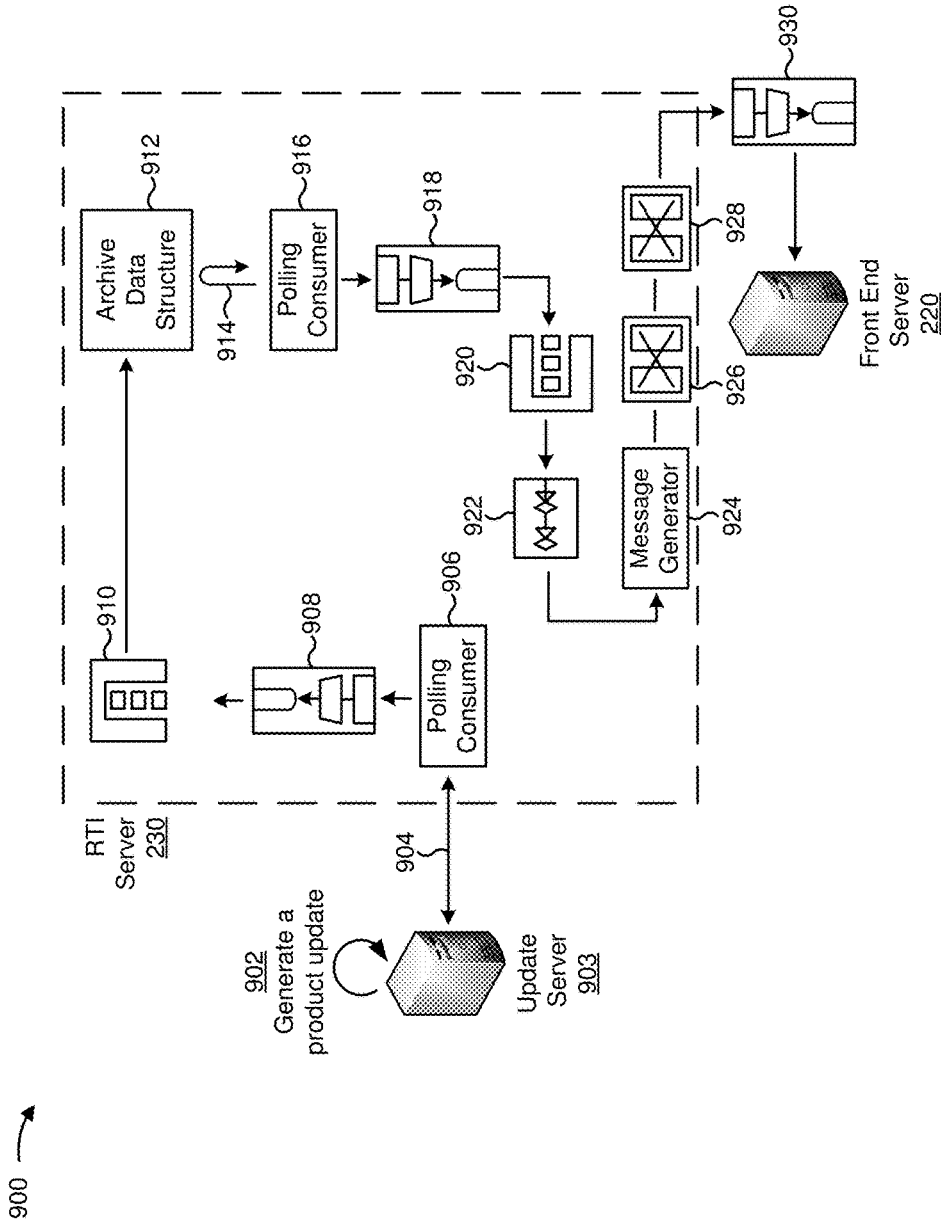 900
902
Generate a
product update
Update
Server
903
904
RTI
Server
230
Polling
Consumer
906
908
910
Archive
Data
Structure
912
914
Polling
Consumer
916
918
920
922
Message
Generator
924
926
928
930
Front End
Server
220